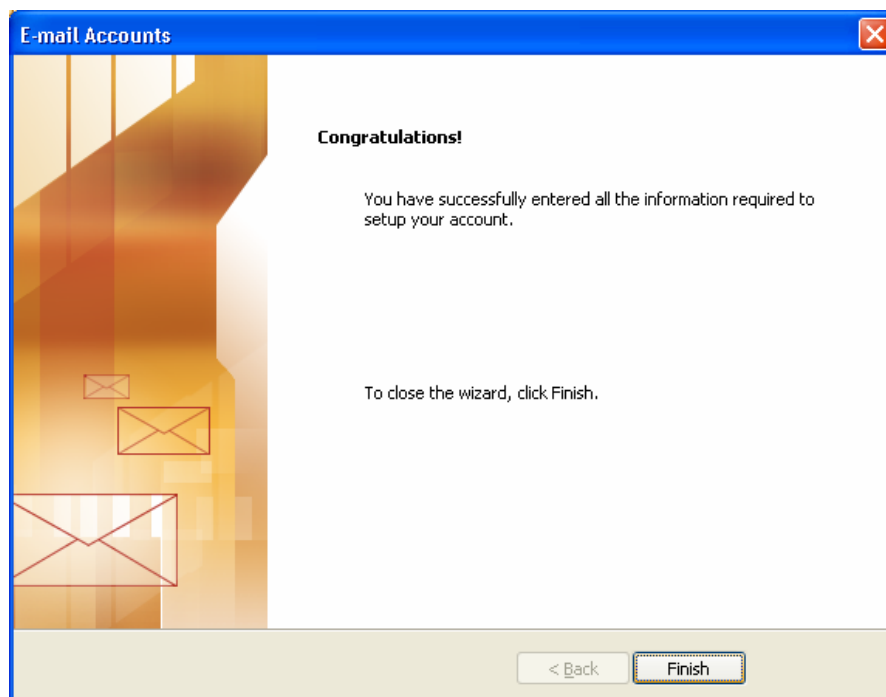 E-mail Accounts
Congratulations!
You have successfully entered all the information required to
setup your account.
To close the wizard, click Finish.
< Back
Finish